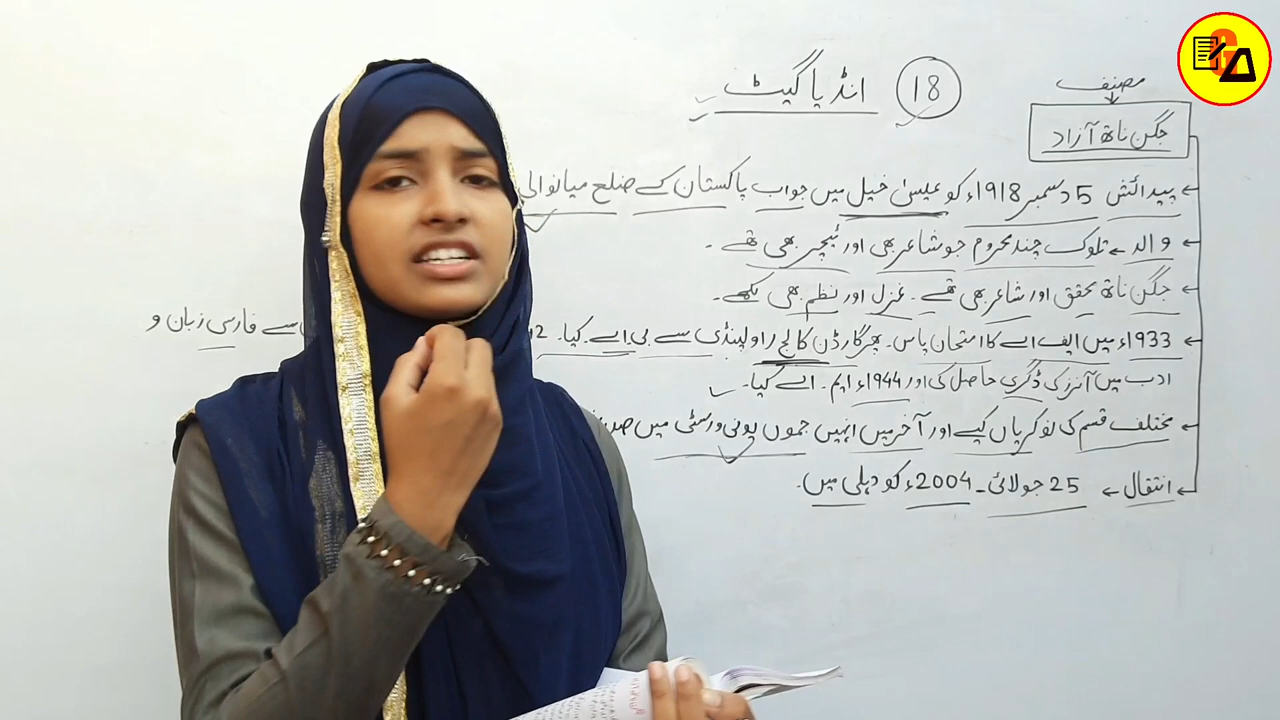 18 انڈیا گیٹ
مصنف
جگن ناتھ آزاد
پیدائش 5 دسمبر 1918ء کو عیسیٰ خیل میں جواب پاکستان کے ضلع میانوالی
والد ← تلوک چند محروم جو شاعر بھی اور ٹیچر بھی تھے ۔
جگن ناتھ محقق اور شاعر بھی تھے ۔ غزل اور نظم بھی لکھے ۔
1933ء میں ایف اے کا امتحان پاس ۔ پھر گارڈن کالج راولپنڈی سے بی اے کیا ۔ سے فارسی زبان و
ادب میں آنرز کی ڈگری حاصل کی اور 1944ء ایم ۔ اے کیا ۔
مختلف قسم کی نوکریاں کیے اور آخر میں انہیں جموں یونیورسٹی میں
انتقال ← 25 جولائی ۔ 2004ء کو دہلی میں ۔